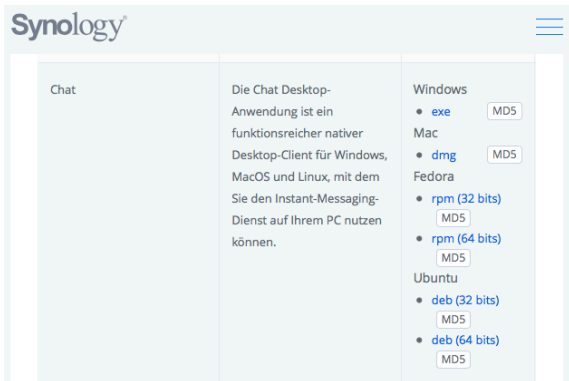 Synology®
Chat
Die Chat Desktop-
Anwendung ist ein
funktionsreicher nativer
Desktop-Client für Windows,
MacOS und Linux, mit dem
Sie den Instant-Messaging-
Dienst auf Ihrem PC nutzen
können.
Windows
• exe MD5
Mac
• dmg MD5
Fedora
• rpm (32 bits)
MD5
• rpm (64 bits)
MD5
Ubuntu
• deb (32 bits)
MD5
• deb (64 bits)
MD5